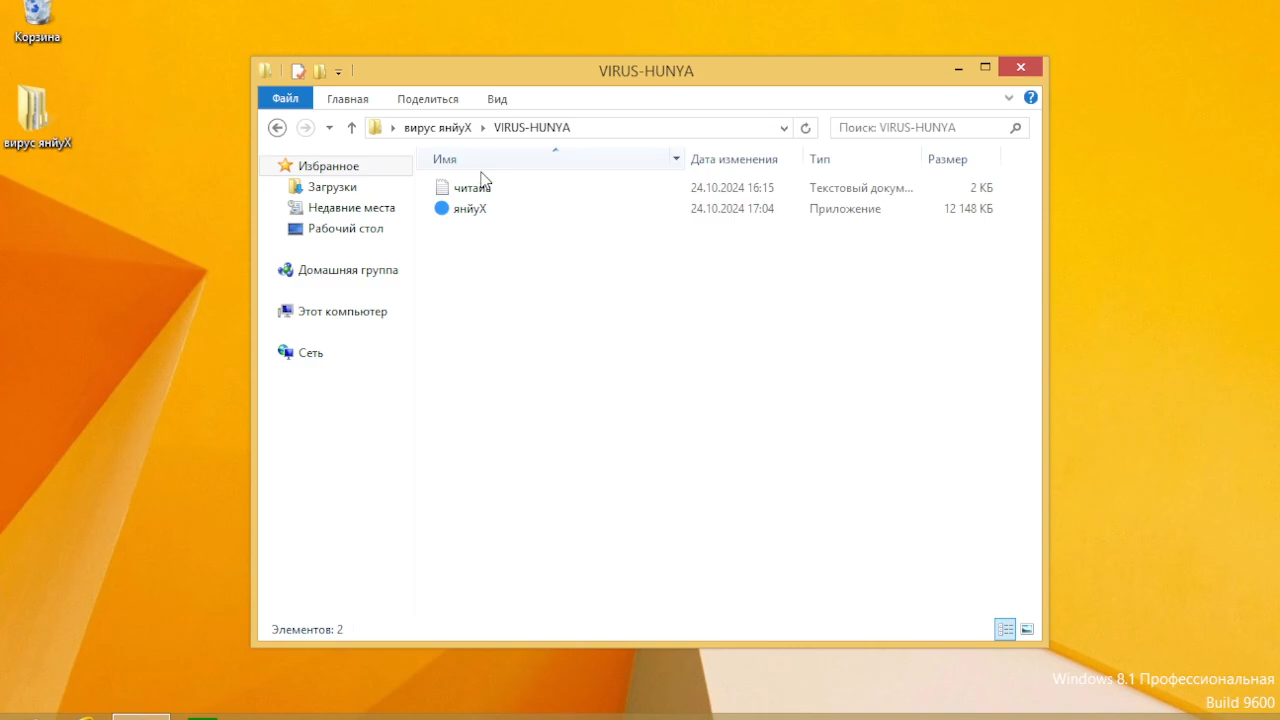 Корзина
вирус янйуХ
VIRUS-HUNYA
Файл Главная Поделиться Вид
вирус янйуХ VIRUS-HUNYA Поиск: VIRUS-HUNYA
Имя Дата изменения Тип Размер
читайа 24.10.2024 16:15 Текстовый докум... 2 КБ
янйуХ 24.10.2024 17:04 Приложение 12 148 КБ
Избранное
Загрузки
Недавние места
Рабочий стол
Домашняя группа
Этот компьютер
Сеть
Элементов: 2
Windows 8.1 Профессиональная
Build 9600